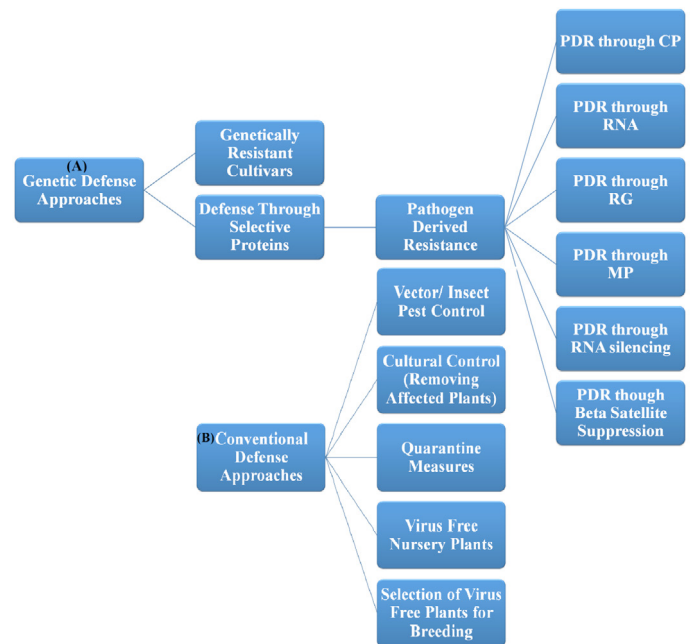 (A)
Genetic Defense
Approaches
Genetically
Resistant
Cultivars
Defense Through
Selective
Proteins
Pathogen
Derived
Resistance
PDR through CP
PDR through
RNA
PDR through
RG
PDR through
MP
PDR through
RNA silencing
PDR though
Beta Satellite
Suppression
(B)Conventional
Defense
Approaches
Vector/ Insect
Pest Control
Cultural Control
(Removing
Affected Plants)
Quarantine
Measures
Virus Free
Nursery Plants
Selection of Virus
Free Plants for
Breeding